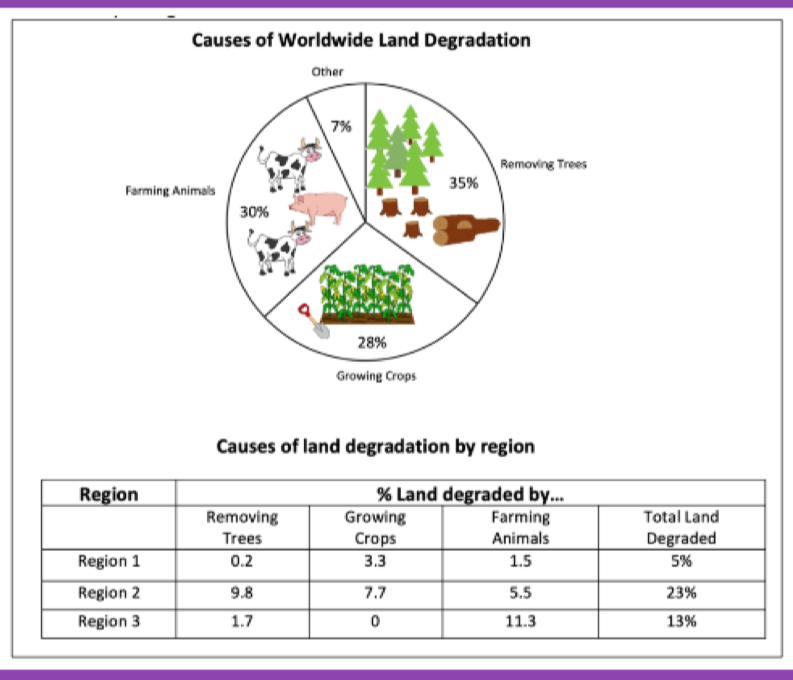 Causes of Worldwide Land Degradation
Other
7%
Removing Trees
35%
Farming Animals
30%
28%
Growing Crops
Causes of land degradation by region
Region % Land degraded by...
Removing Growing Farming Total Land
Trees Crops Animals Degraded
Region 1 0.2 3.3 1.5 5%
Region 2 9.8 7.7 5.5 23%
Region 3 1.7 0 11.3 13%